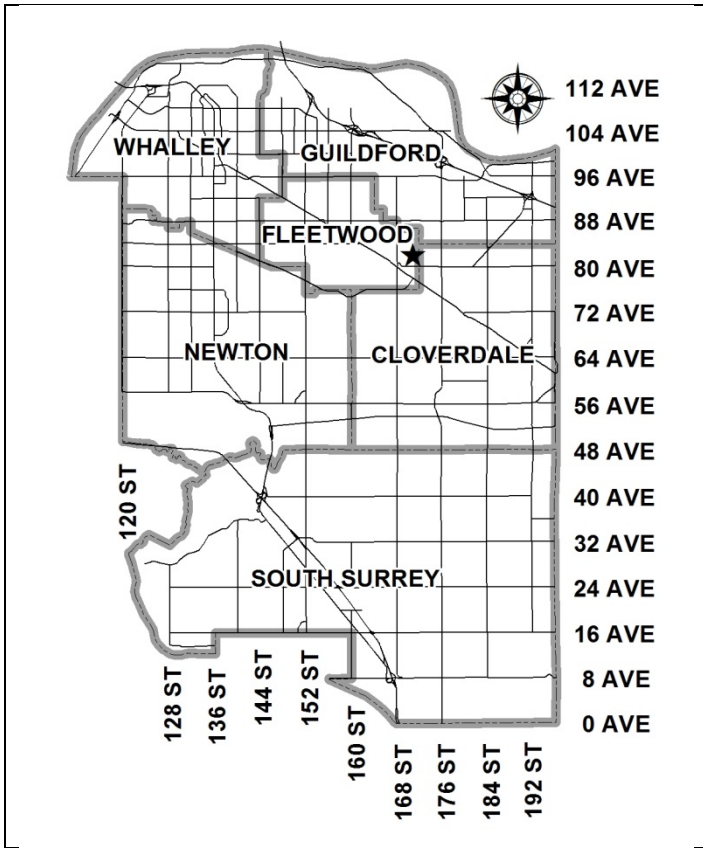 112 AVE
104 AVE
WHALLEY
GUILDFORD
96 AVE
88 AVE
FLEETWOOD
80 AVE
72 AVE
NEWTON
CLOVERDALE
64 AVE
56 AVE
48 AVE
120 ST
40 AVE
32 AVE
SOUTH SURREY
24 AVE
16 AVE
8 AVE
0 AVE
128 ST
136 ST
144 ST
152 ST
160 ST
168 ST
176 ST
184 ST
192 ST